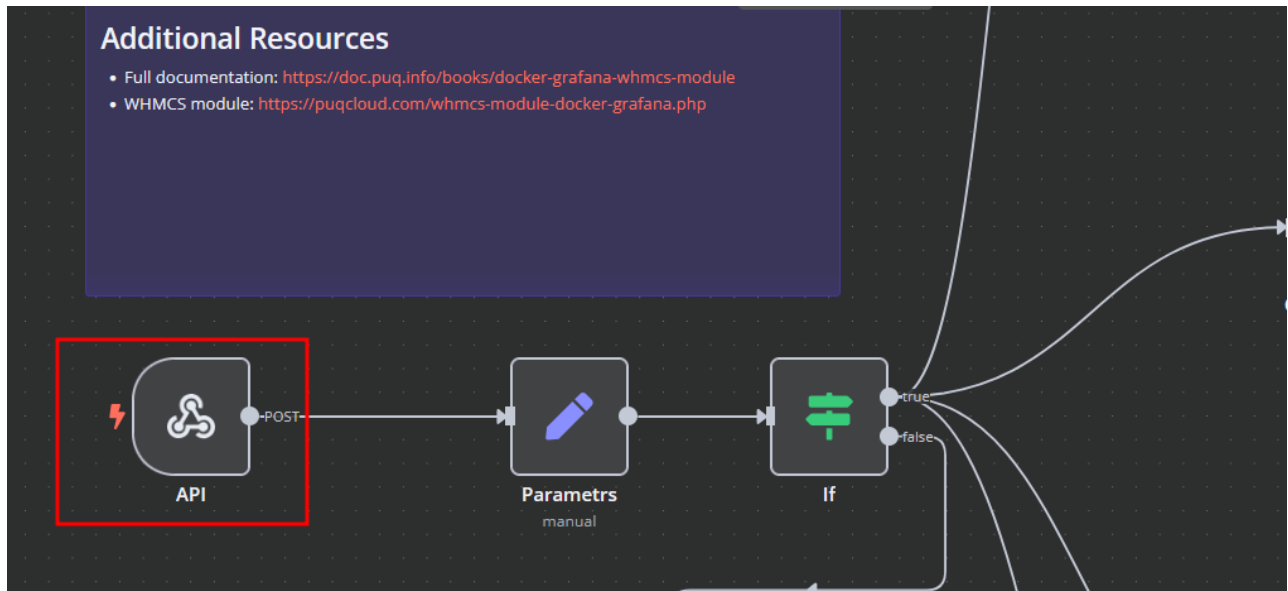 Additional Resources
• Full documentation: https://doc.puq.info/books/docker-grafana-whmcs-module
• WHMCS module: https://puqcloud.com/whmcs-module-docker-grafana.php
POST
true
false
API
Parametrs
If
manual